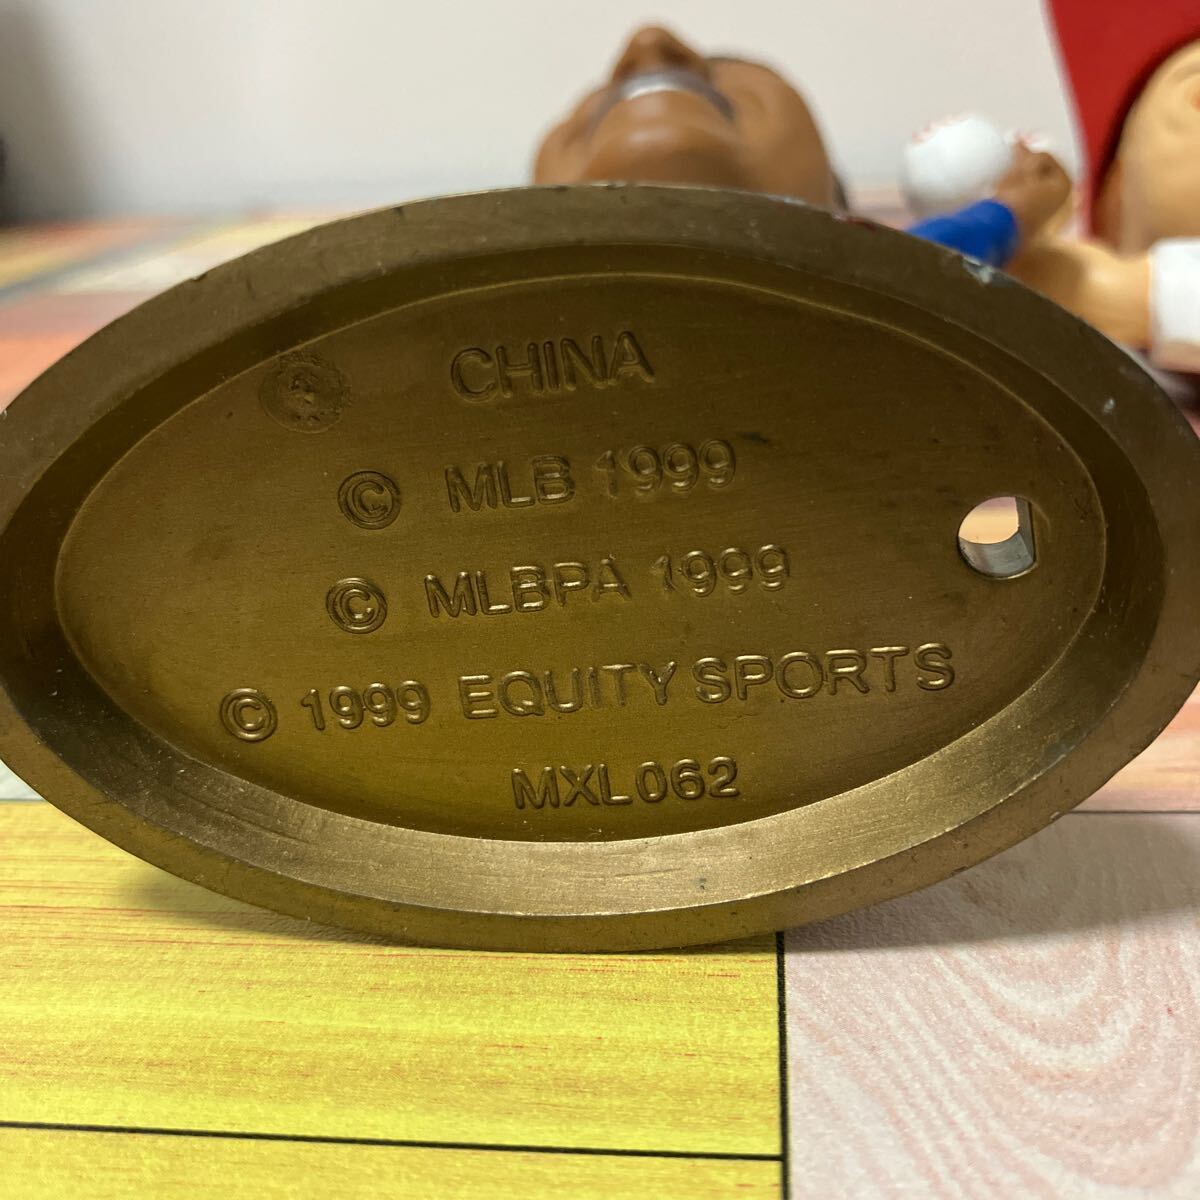 CHINA
© MLB 1999
© MLBPA 1999
© 1999 EQUITY SPORTS
MXL062